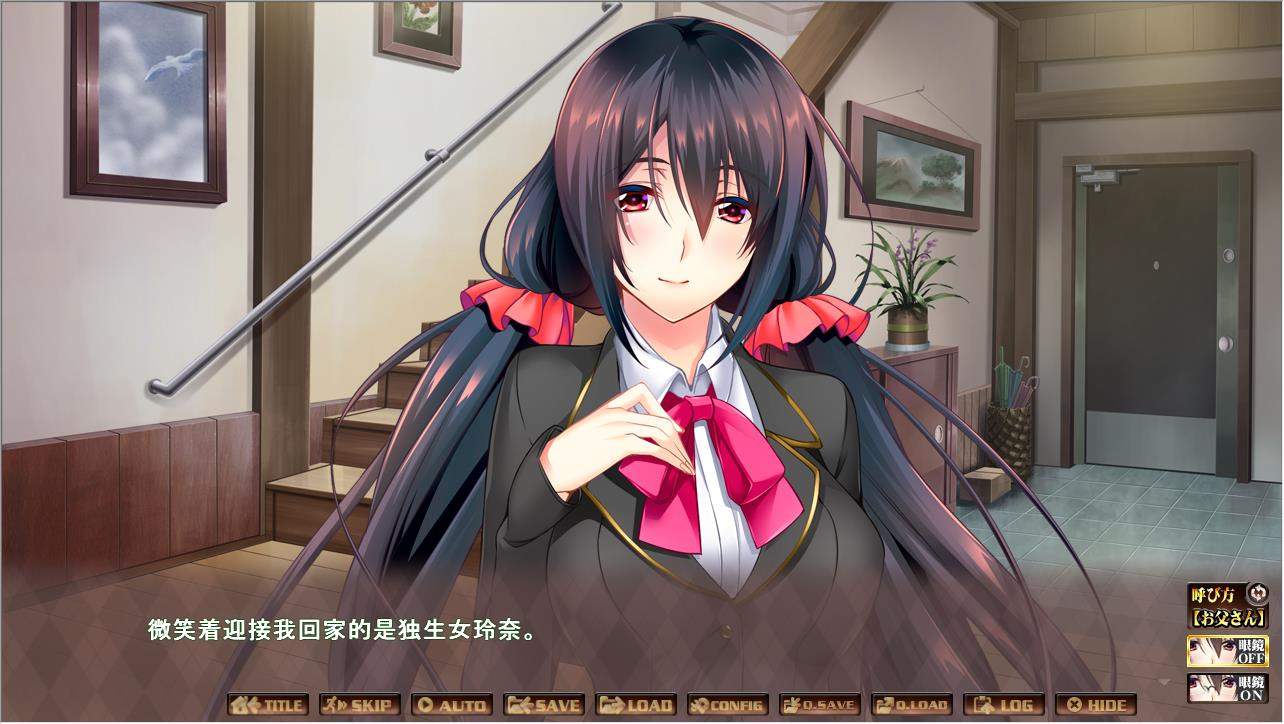 微笑着迎接我回家的是独生女玲奈。
呼び方
【お父さん】
眼鏡
OFF
眼鏡
ON
TITLE
SKIP
AUTO
SAVE
LOAD
CONFIG
Q.SAVE
Q.LOAD
LOG
HIDE